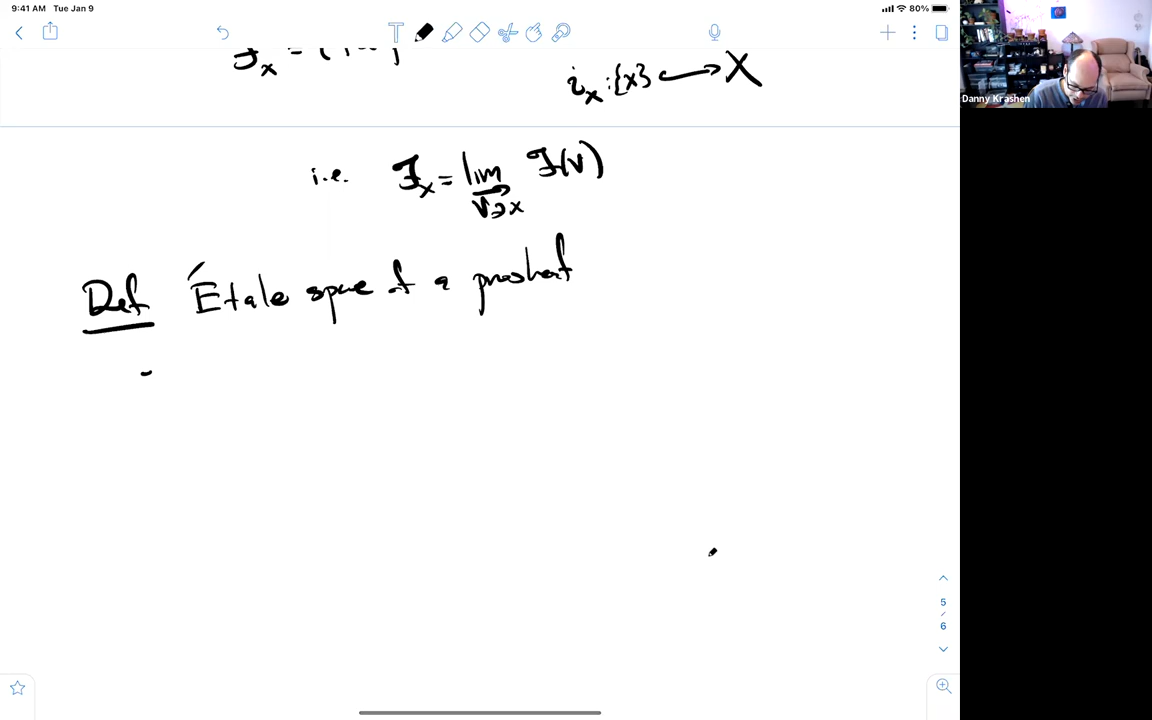 9:41 AM Tue Jan 9
80%
i_x : {x} ↪ X
Danny Krashen
i.e. ℱ_x = lim ℱ(V)
V∋x
Def Étale space of a presheaf
-
5
/
6